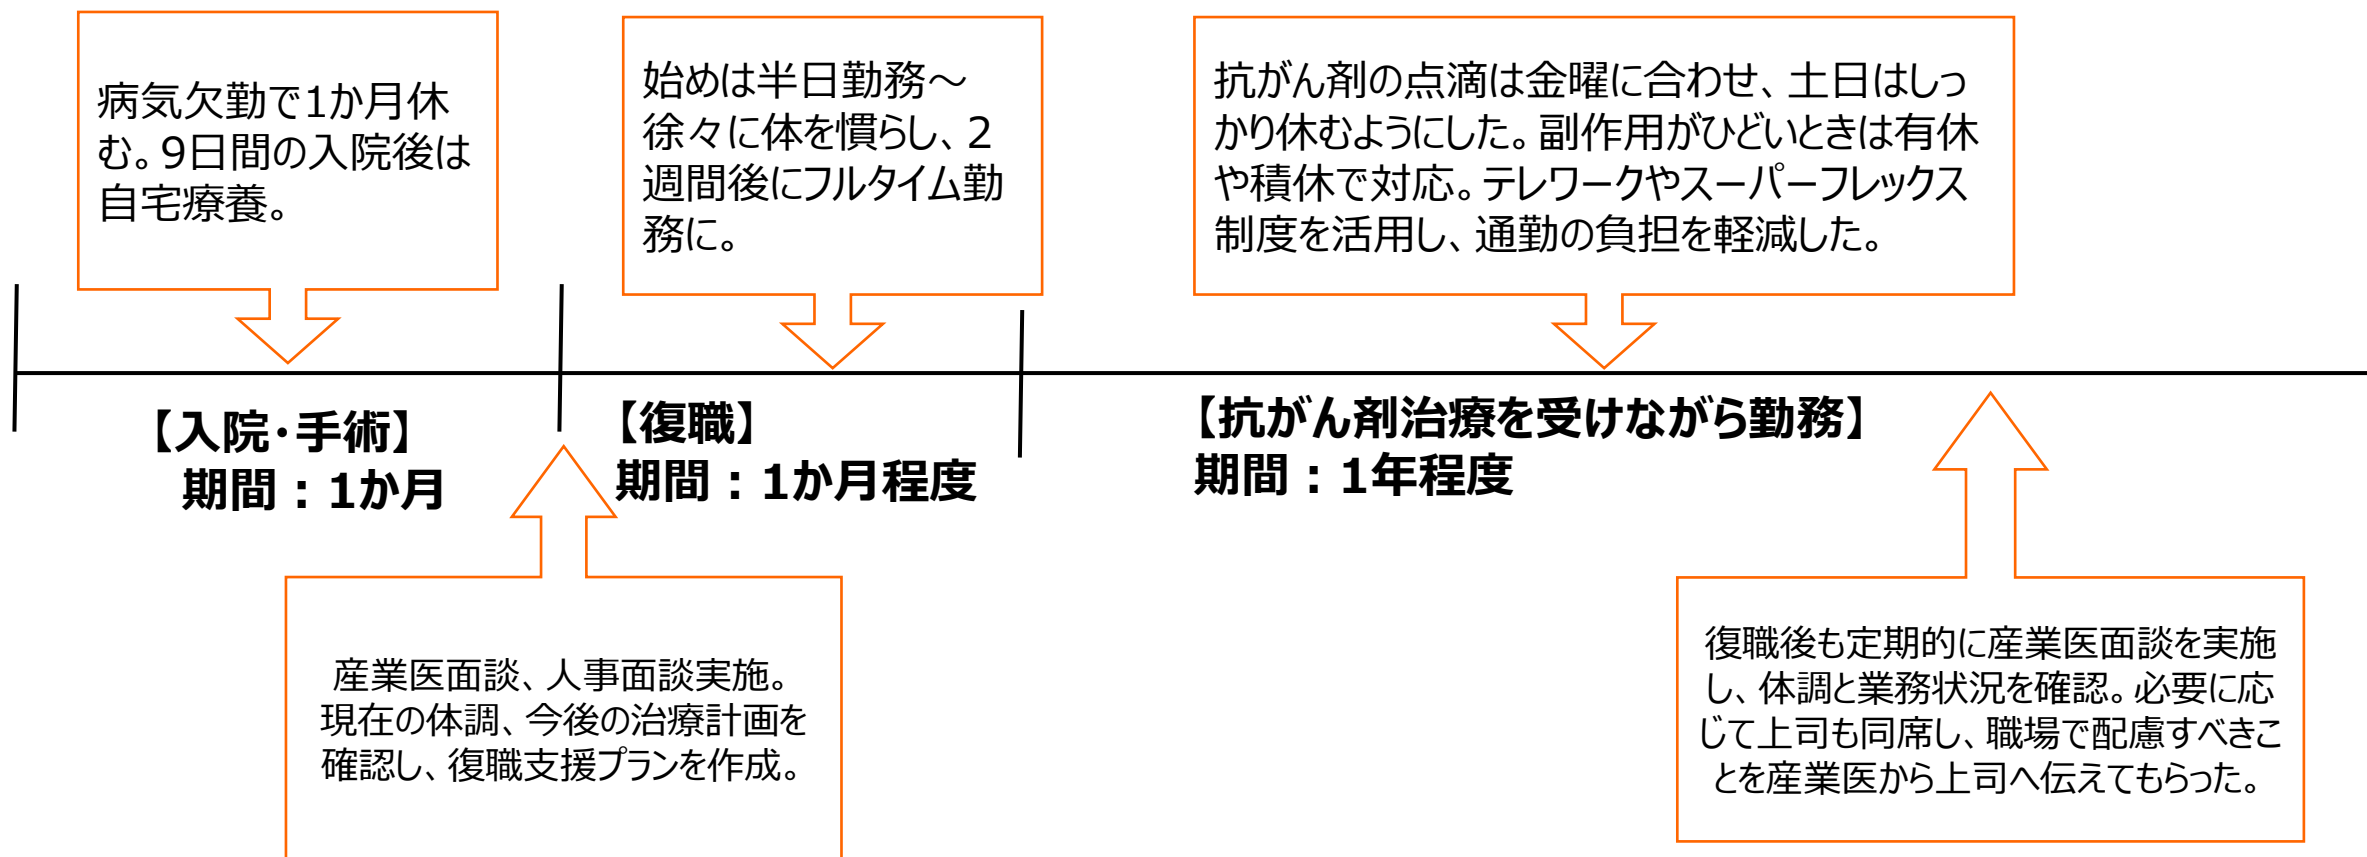 病気欠勤で1か月休
む。9日間の入院後は
自宅療養。
始めは半日勤務～
徐々に体を慣らし、2
週間後にフルタイム勤
務に。
抗がん剤の点滴は金曜に合わせ、土日はしっ
かり休むようにした。副作用がひどいときは有休
や積休で対応。テレワークやスーパーフレックス
制度を活用し、通勤の負担を軽減した。
【入院・手術】
期間：1か月
【復職】
期間：1か月程度
【抗がん剤治療を受けながら勤務】
期間：1年程度
産業医面談、人事面談実施。
現在の体調、今後の治療計画を
確認し、復職支援プランを作成。
復職後も定期的に産業医面談を実施
し、体調と業務状況を確認。必要に応
じて上司も同席し、職場で配慮すべきこ
とを産業医から上司へ伝えてもらった。